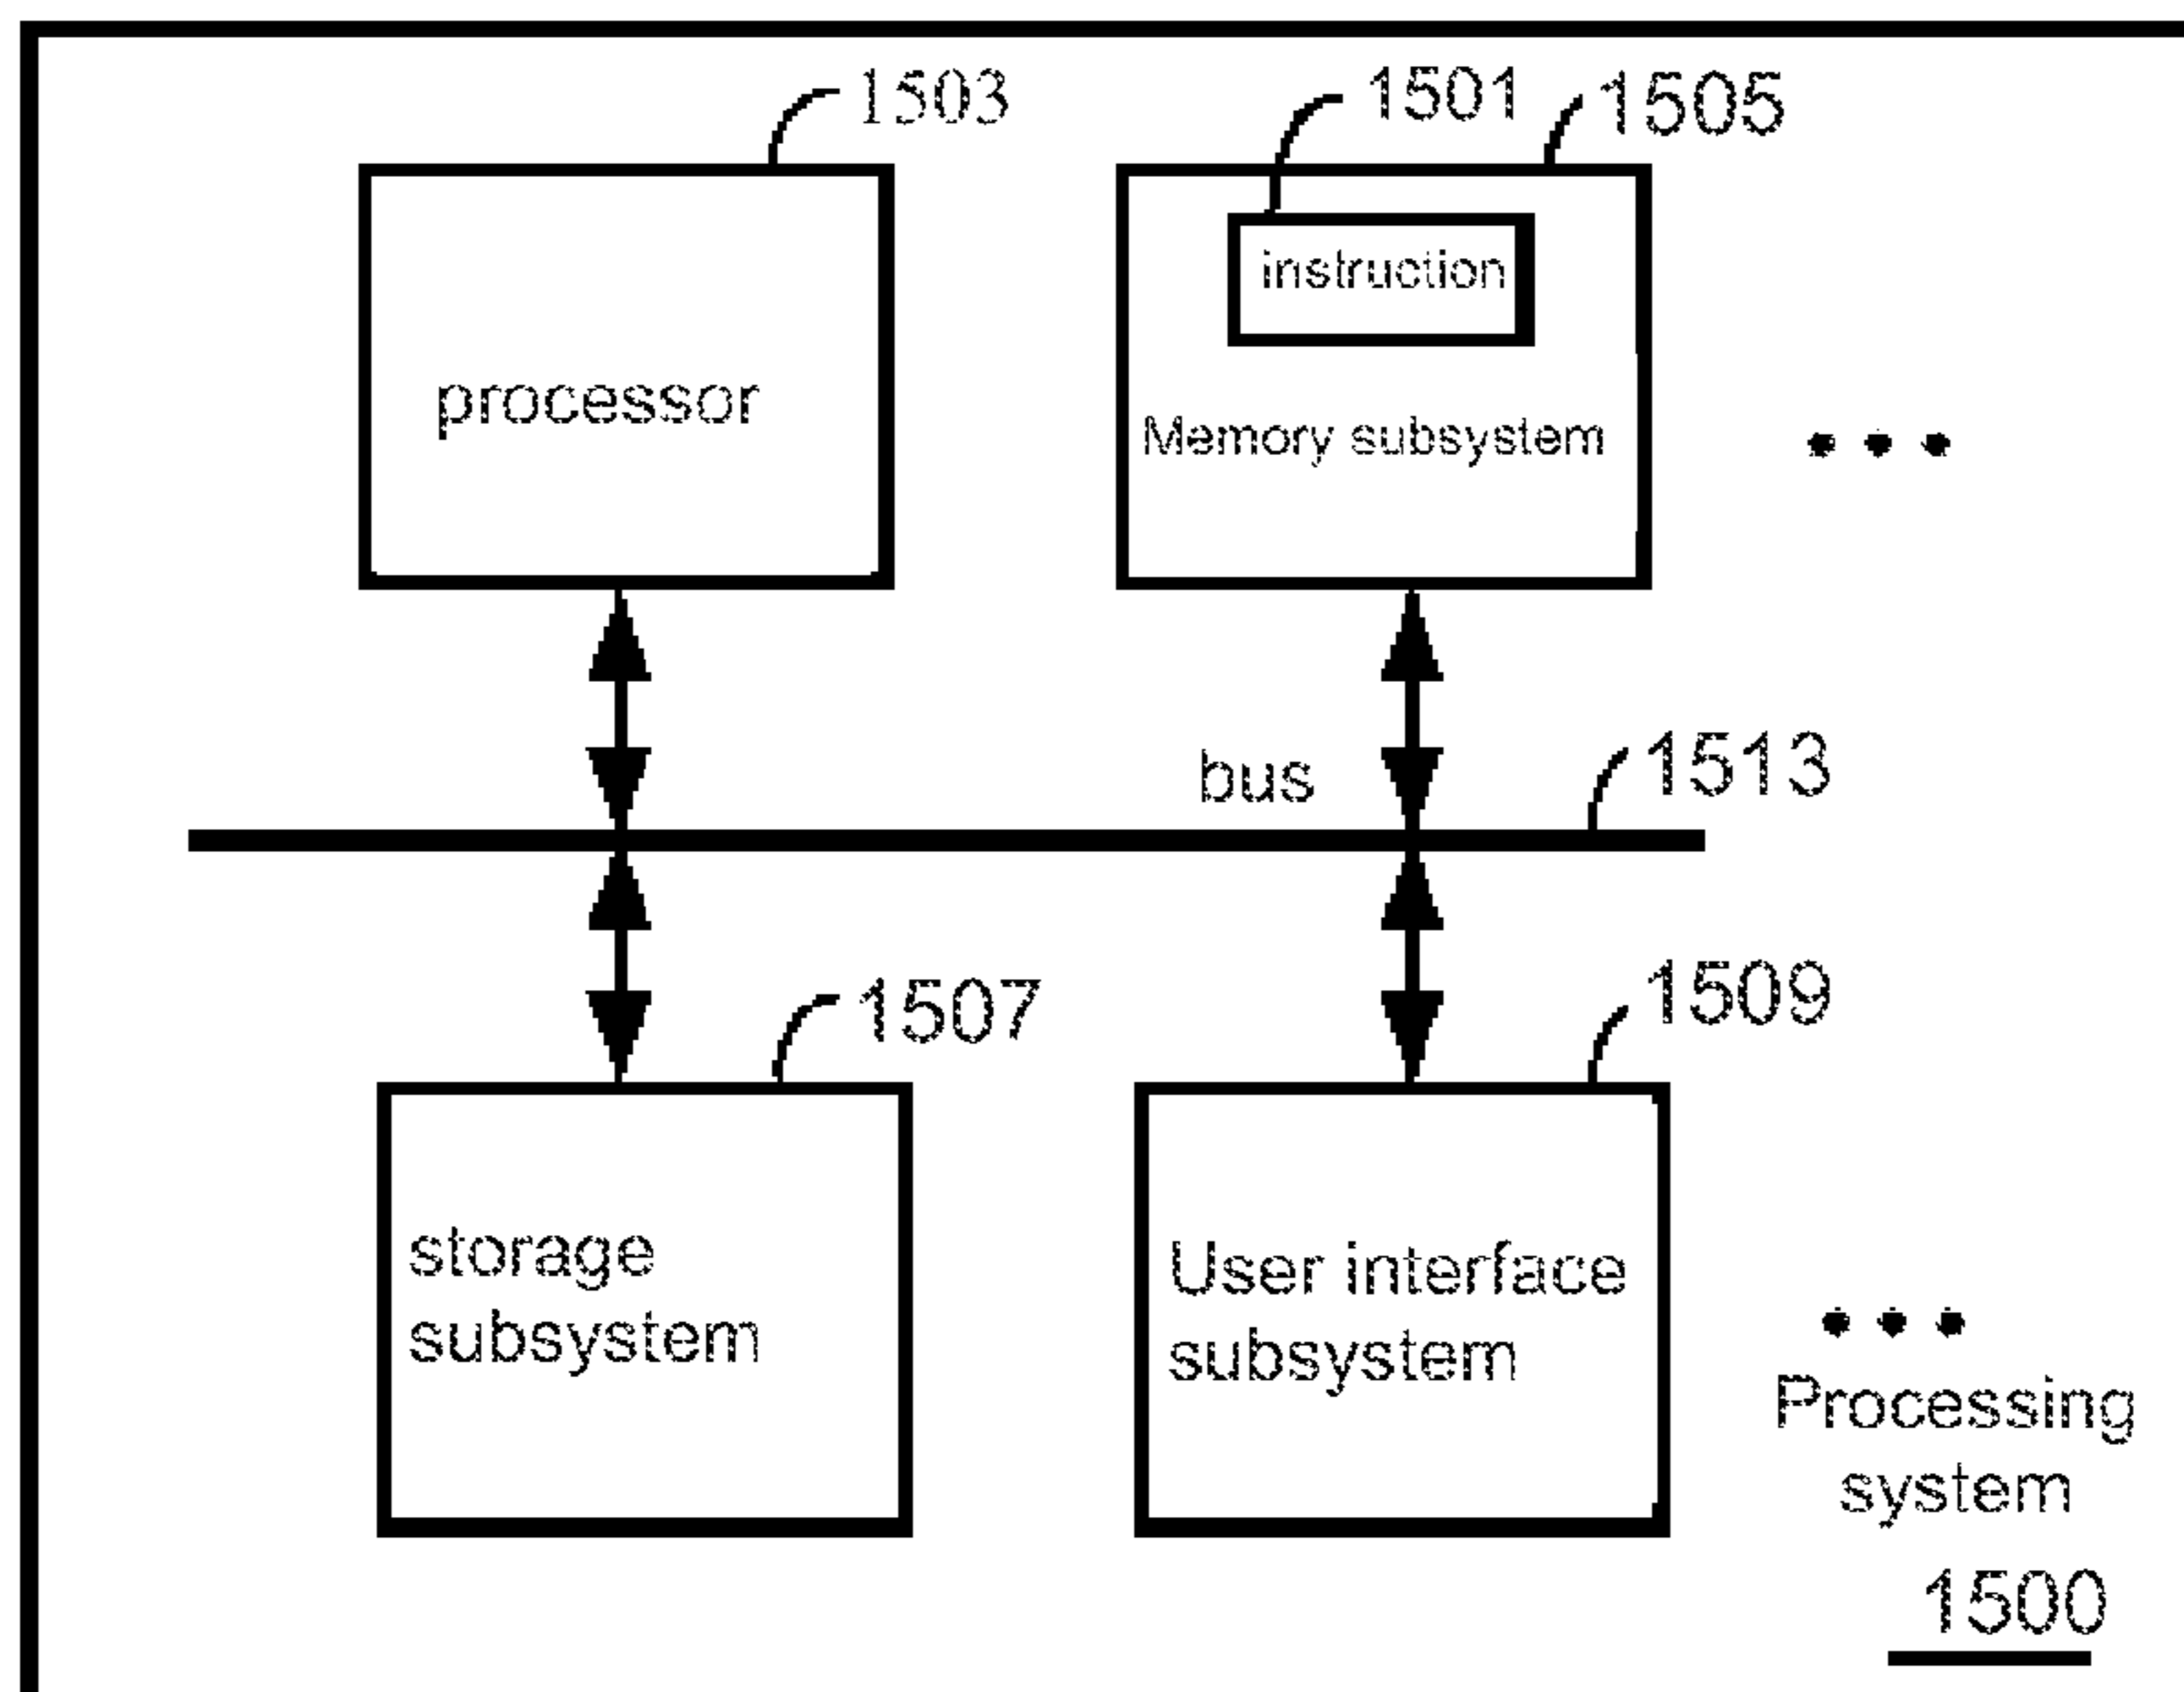 1503
1501
1505
instruction
processor
Memory subsystem
bus
1513
1507
1509
storage
subsystem
User interface
subsystem
Processing
system
1500